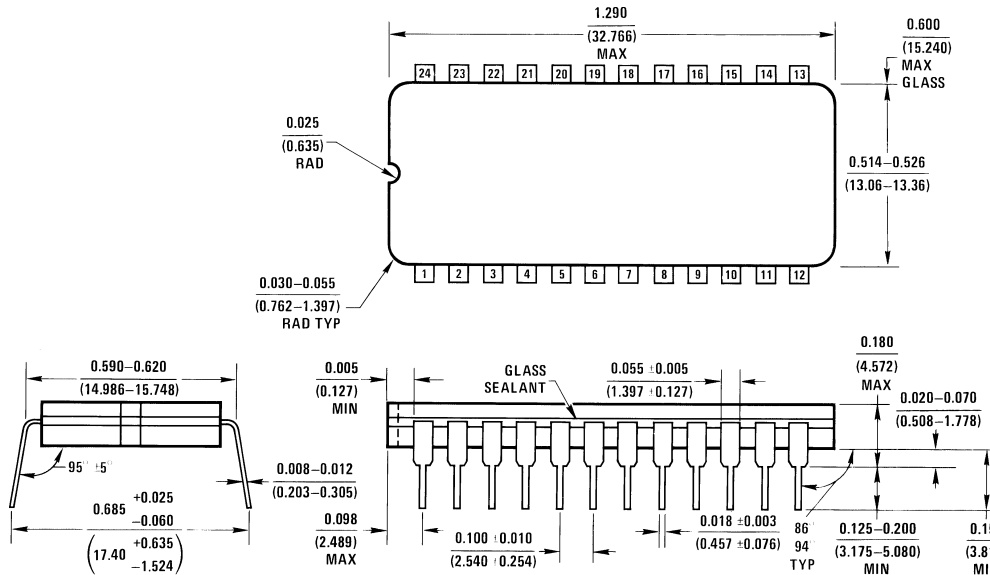 1.290
(32.766)
MAX
0.600
(15.240)
MAX
GLASS
24 23 22 21 20 19 18 17 16 15 14 13
0.025
(0.635)
RAD
0.514–0.526
(13.06–13.36)
1 2 3 4 5 6 7 8 9 10 11 12
0.030–0.055
(0.762–1.397)
RAD TYP
0.590–0.620
(14.986–15.748)
0.005
(0.127)
MIN
GLASS
SEALANT
0.055 ±0.005
(1.397 ±0.127)
0.180
(4.572)
MAX
0.020–0.070
(0.508–1.778)
95° ±5°
0.008–0.012
(0.203–0.305)
0.685 +0.025
–0.060
(17.40 +0.635
–1.524)
0.098
(2.489)
MAX
0.100 ±0.010
(2.540 ±0.254)
0.018 ±0.003
(0.457 ±0.076)
86°
94°
TYP
0.125–0.200
(3.175–5.080)
MIN